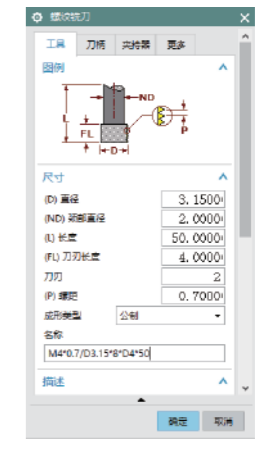 螺纹铣刀
工具 刀柄 夹持器 更多
图例
ND
L
FL
D
P
尺寸
(D) 直径 3.1500
(ND) 颈部直径 2.0000
(L) 长度 50.0000
(FL) 刀刃长度 4.0000
刀刃 2
(P) 螺距 0.7000
成形类型 公制
名称
M4*0.7/D3.15*8*D4*50
描述
确定 取消